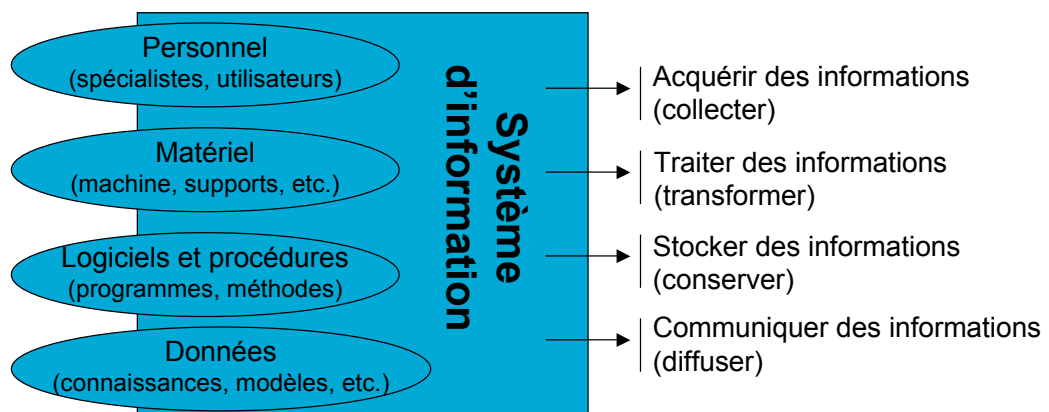 Personnel
(spécialistes, utilisateurs)
Matériel
(machine, supports, etc.)
Logiciels et procédures
(programmes, méthodes)
Données
(connaissances, modèles, etc.)
Système
d'information
Acquérir des informations
(collecter)
Traiter des informations
(transformer)
Stocker des informations
(conserver)
Communiquer des informations
(diffuser)